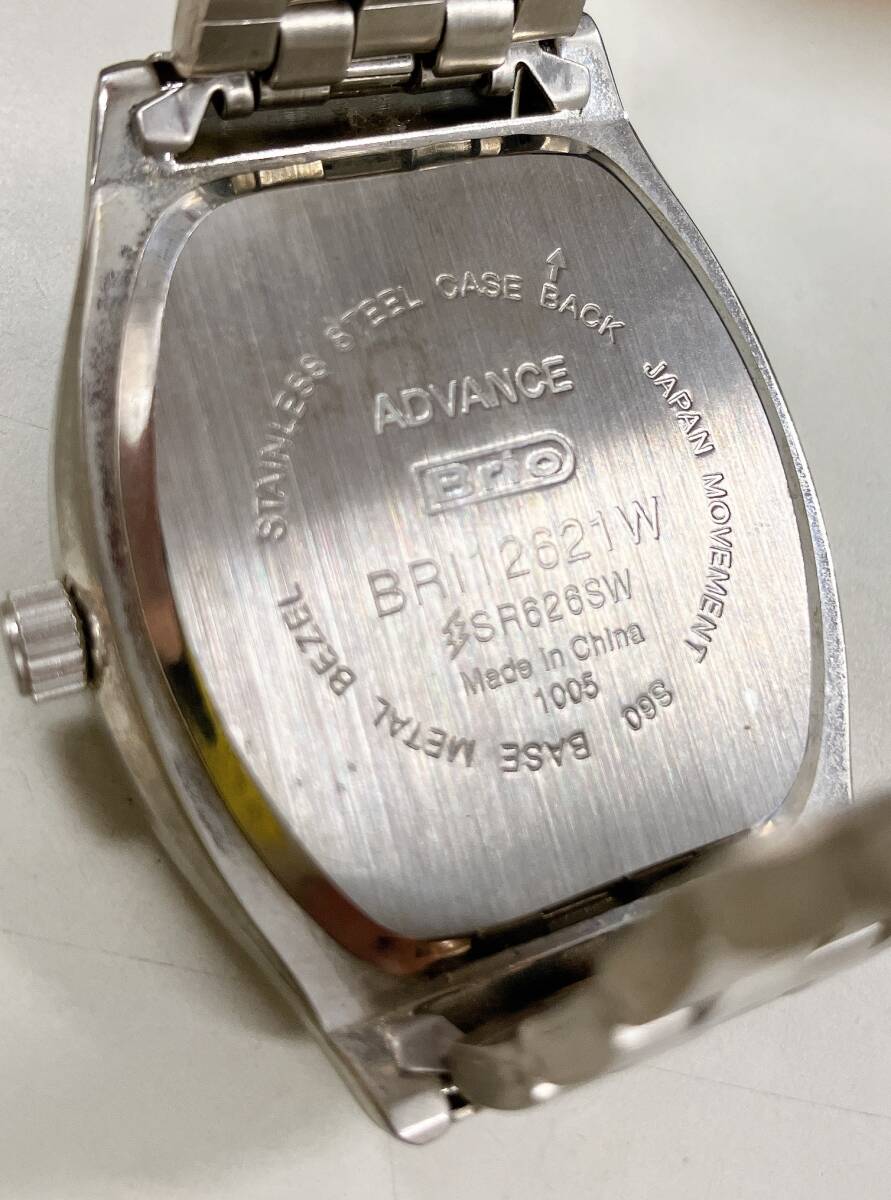 STAINLESS STEEL CASE BACK JAPAN MOVEMENT S60 BASE METAL BEZEL
ADVANCE
Brio
BRI12621W
SR626SW
Made in China
1005